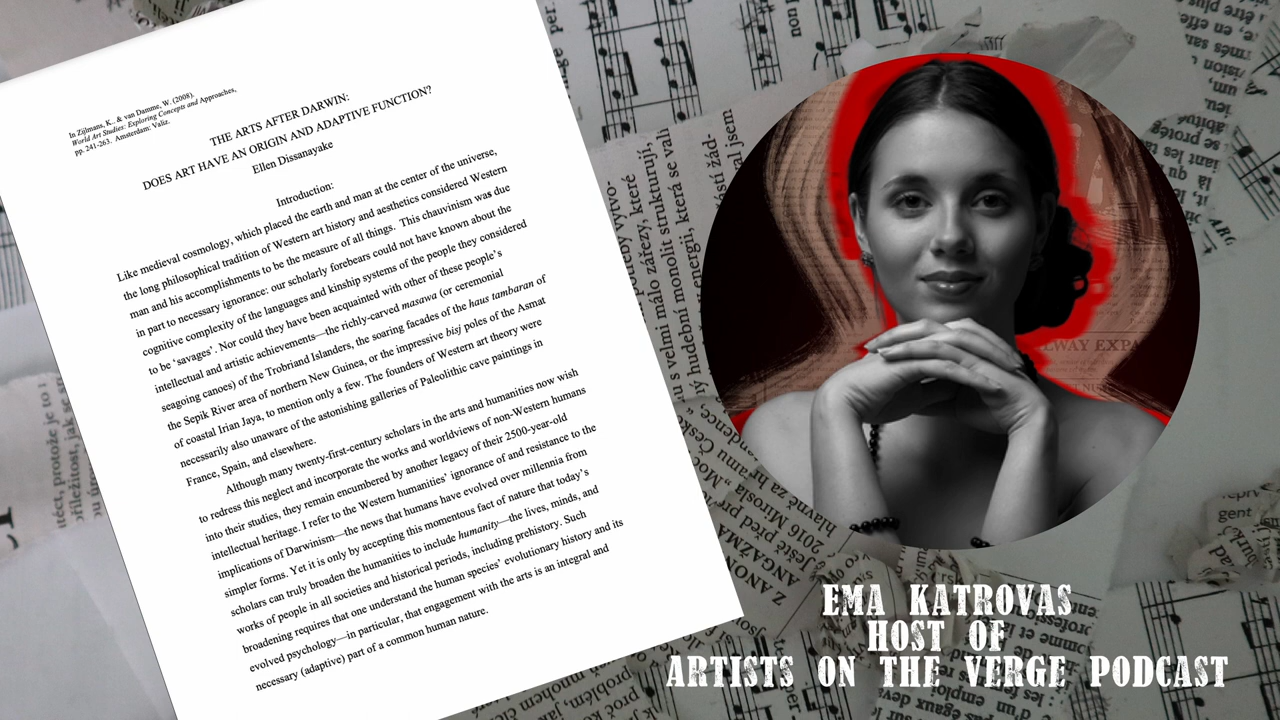 In Zijlmans, K.. & van Damme, W. (2008).
World Art Studies: Exploring Concepts and Approaches,
pp. 241-263. Amsterdam: Valiz.
THE ARTS AFTER DARWIN:
DOES ART HAVE AN ORIGIN AND ADAPTIVE FUNCTION?
Ellen Dissanayake
Introduction:
Like medieval cosmology, which placed the earth and man at the center of the universe,
the long philosophical tradition of Western art history and aesthetics considered Western
man and his accomplishments to be the measure of all things. This chauvinism was due
in part to necessary ignorance: our scholarly forebears could not have known about the
cognitive complexity of the languages and kinship systems of the people they considered
to be ‘savages’. Nor could they have been acquainted with other of these people’s
intellectual and artistic achievements—the richly-carved masawa (or ceremonial
seagoing canoes) of the Trobriand Islanders, the soaring facades of the haus tambaran of
the Sepik River area of northern New Guinea, or the impressive bisj poles of the Asmat
of coastal Irian Jaya, to mention only a few. The founders of Western art theory were
necessarily also unaware of the astonishing galleries of Paleolithic cave paintings in
France, Spain, and elsewhere.
Although many twenty-first-century scholars in the arts and humanities now wish
to redress this neglect and incorporate the works and worldviews of non-Western humans
into their studies, they remain encumbered by another legacy of their 2500-year-old
intellectual heritage. I refer to the Western humanities’ ignorance of and resistance to the
implications of Darwinism—the news that humans have evolved over millennia from
simpler forms. Yet it is only by accepting this momentous fact of nature that today’s
scholars can truly broaden the humanities to include humanity—the lives, minds, and
works of people in all societies and historical periods, including prehistory. Such
broadening requires that one understand the human species’ evolutionary history and its
evolved psychology—in particular, that engagement with the arts is an integral and
necessary (adaptive) part of a common human nature.
EMA KATROVAS
HOST OF
ARTISTS ON THE VERGE PODCAST